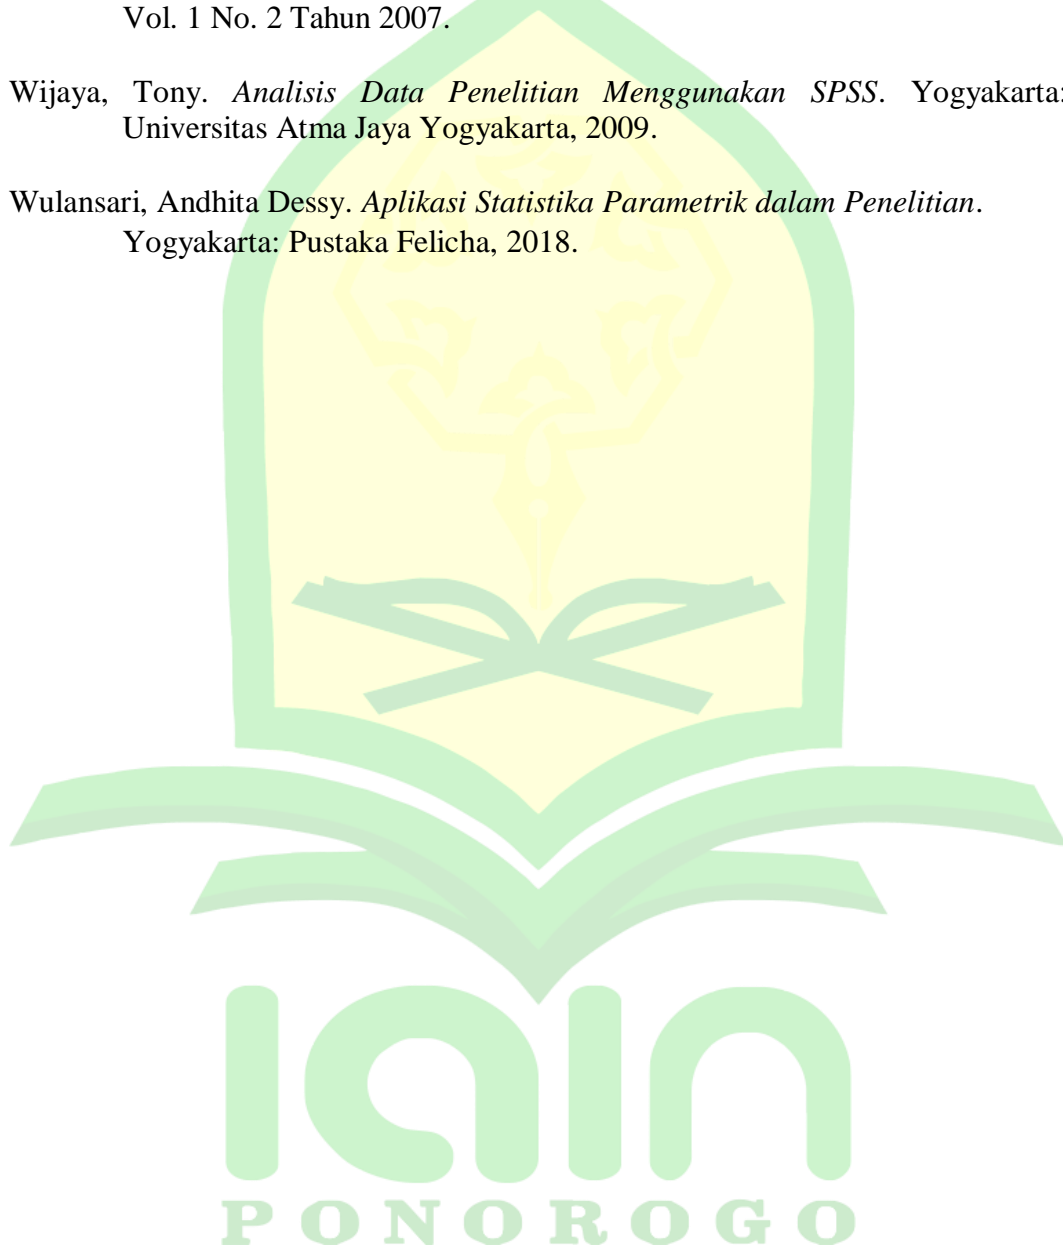 Vol. 1 No. 2 Tahun 2007.
Wijaya, Tony. Analisis Data Penelitian Menggunakan SPSS. Yogyakarta:
Universitas Atma Jaya Yogyakarta, 2009.
Wulansari, Andhita Dessy. Aplikasi Statistika Parametrik dalam Penelitian.
Yogyakarta: Pustaka Felicha, 2018.
iain
PONOROGO